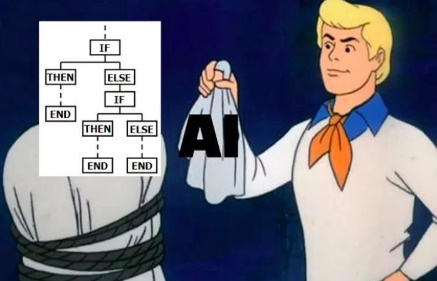 IF
THEN ELSE
IF
END
THEN ELSE
END END
AI